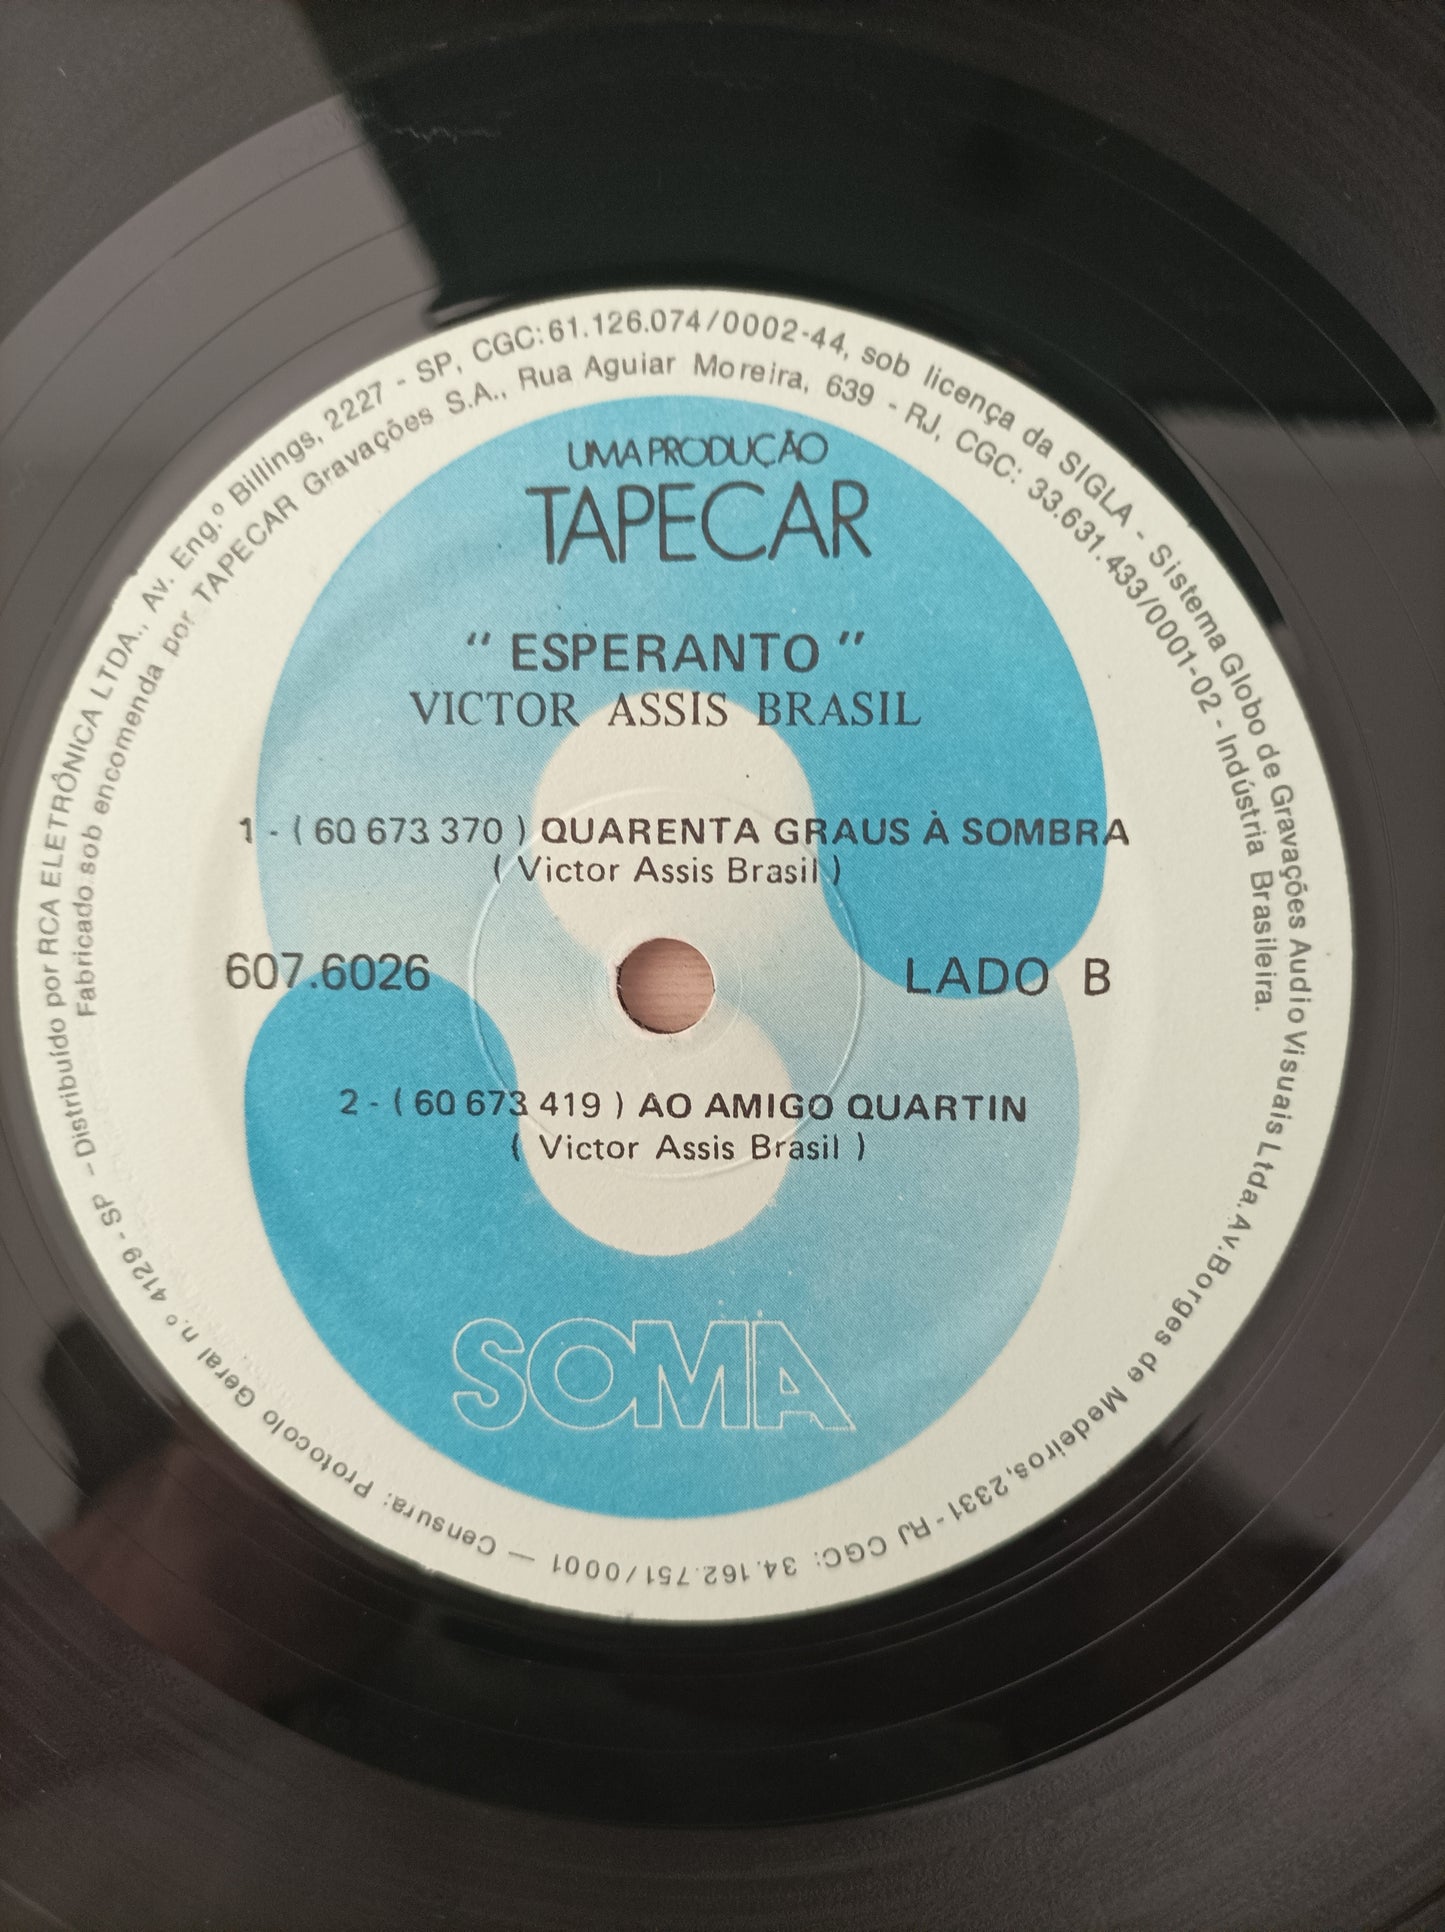 Distribuído por RCA ELETRÔNICA LTDA., Av. Eng.º Billings, 2227 - SP, CGC: 61.126.074/0002-44, sob licença da SIGLA - Sistema Globo de Gravações Audio Visuais Ltda. Av. Borges de Medeiros, 2331 - RJ CGC: 34.162.751/0001 — Censura: Protocolo Geral n.º 4129 - SP -
Fabricado sob encomenda por TAPECAR Gravações S.A., Rua Aguiar Moreira, 639 - RJ, CGC: 33.631.433/0001-02 - Indústria Brasileira.
UMA PRODUÇÃO
TAPECAR
" ESPERANTO "
VICTOR ASSIS BRASIL
1 - ( 60 673 370 ) QUARENTA GRAUS À SOMBRA
( Victor Assis Brasil )
607.6026 LADO B
2 - ( 60 673 419 ) AO AMIGO QUARTIN
( Victor Assis Brasil )
SOMA